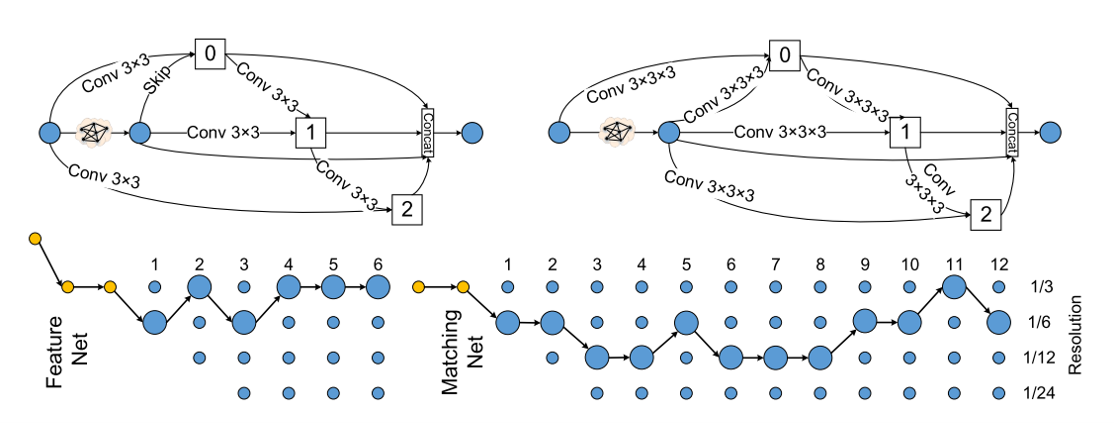 0
0
Conv 3×3
Skip
Conv 3×3
Conv 3×3×3
Conv 3×3×3
Conv 3×3×3
Conv 3×3
1
Concat
Conv 3×3×3
1
Concat
Conv 3×3
Conv 3×3
2
Conv 3×3×3
Conv
3×3×3
2
1 2 3 4 5 6
1 2 3 4 5 6 7 8 9 10 11 12
1/3
1/6
1/12
1/24
Feature
Net
Matching
Net
Resolution